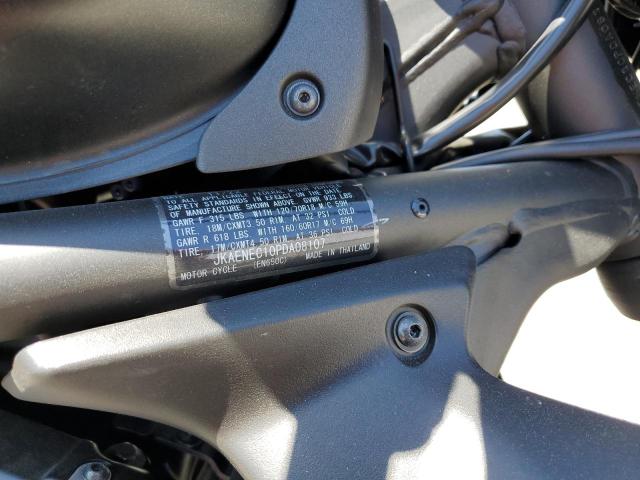 TO ALL APPLICABLE MOTOR VEHICLE
SAFETY STANDARDS IN EFFECT ON THE DATE
OF MANUFACTURE SHOWN ABOVE. GVWR 933 LBS
GAWR F 315 LBS WITH 120/70R18 M/C 59H
TIRE, 18M/CXMT3.50 RIM, AT 32 PSI COLD
GAWR R 618 LBS WITH 160/60R17 M/C 69H
TIRE, 17M/CXMT4.50 RIM, AT 36 PSI COLD
JKAENEC10PDA08107
MOTOR CYCLE (EN650C) MADE IN THAILAND